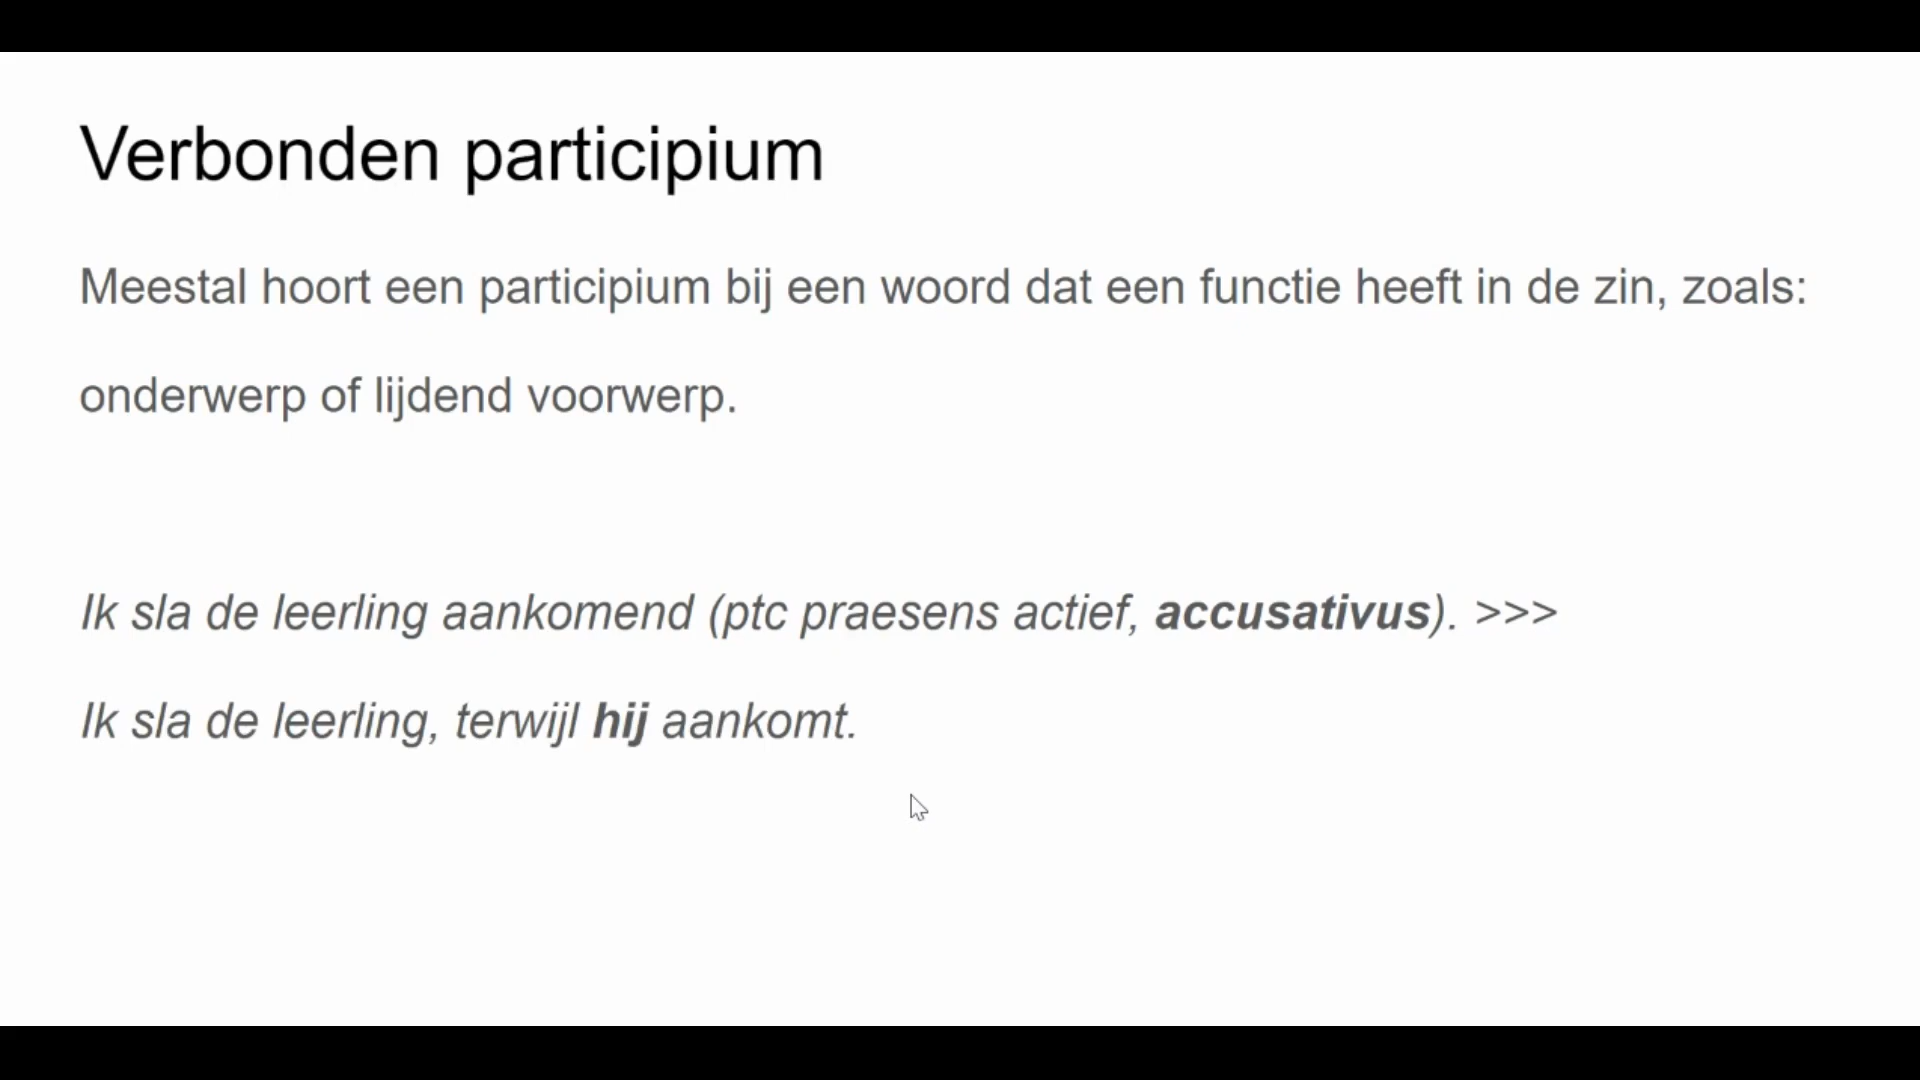 Verbonden participium
Meestal hoort een participium bij een woord dat een functie heeft in de zin, zoals:
onderwerp of lijdend voorwerp.
Ik sla de leerling aankomend (ptc praesens actief, accusativus). >>>
Ik sla de leerling, terwijl hij aankomt.